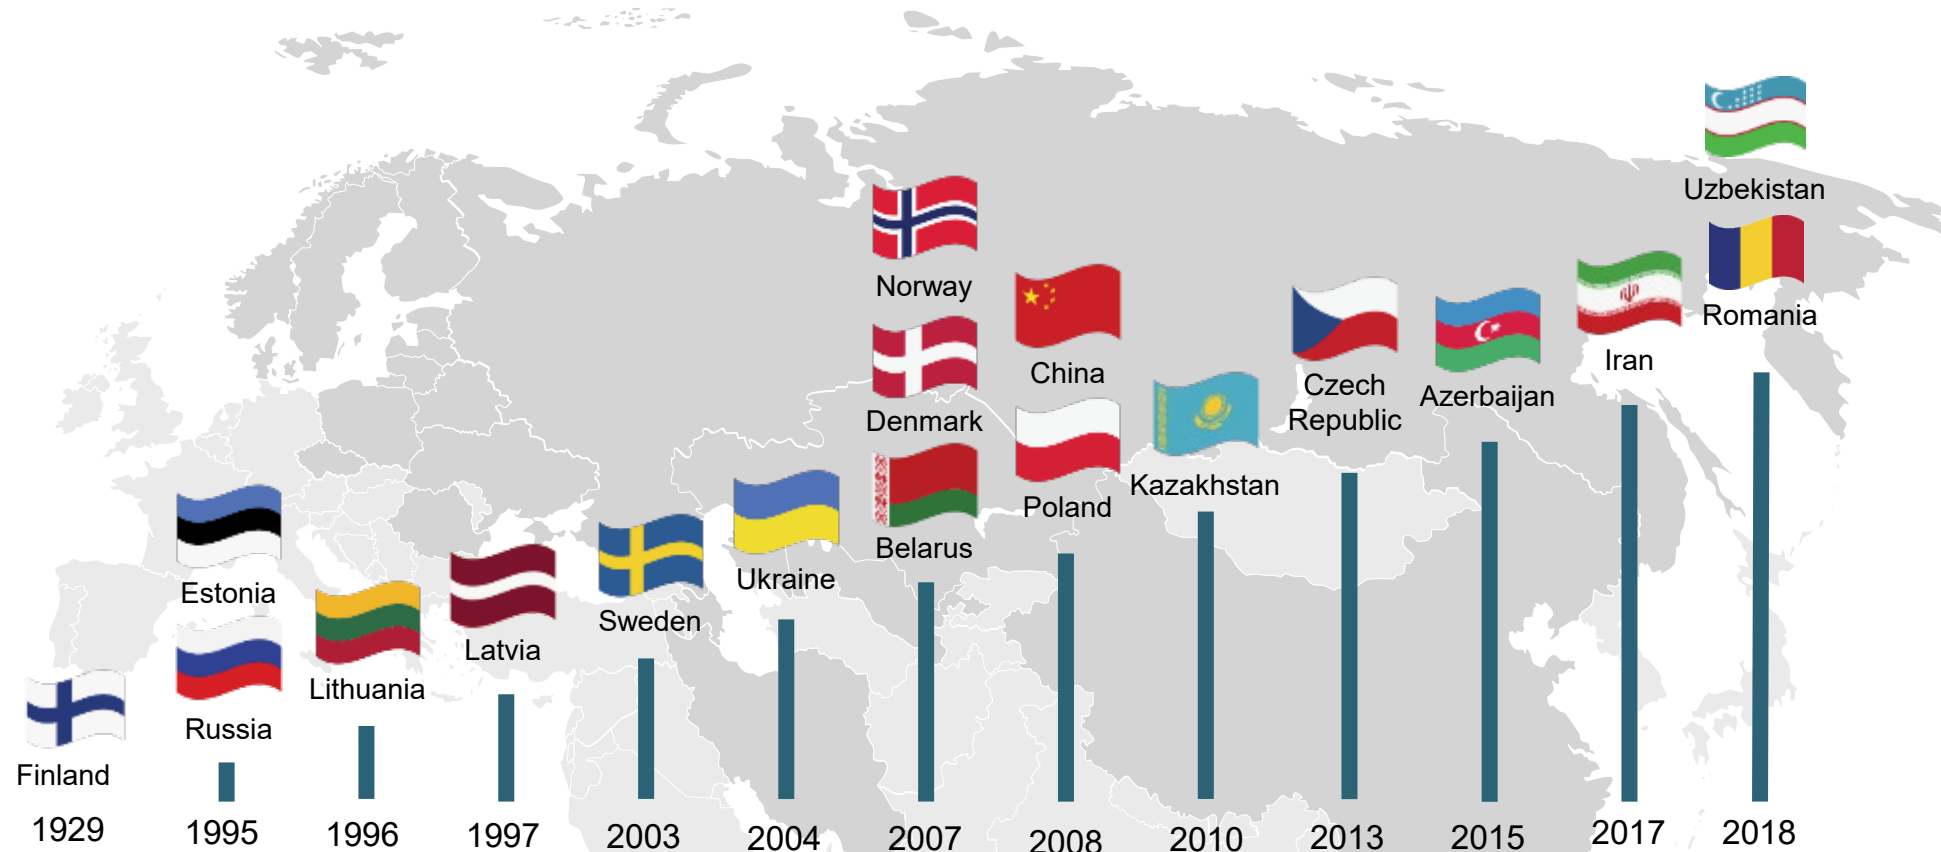 Finland
1929
Estonia
Russia
1995
Lithuania
1996
Latvia
1997
Sweden
2003
Ukraine
2004
Norway
Denmark
Belarus
2007
China
Poland
2008
Kazakhstan
2010
Czech
Republic
2013
Azerbaijan
2015
Iran
2017
Uzbekistan
Romania
2018